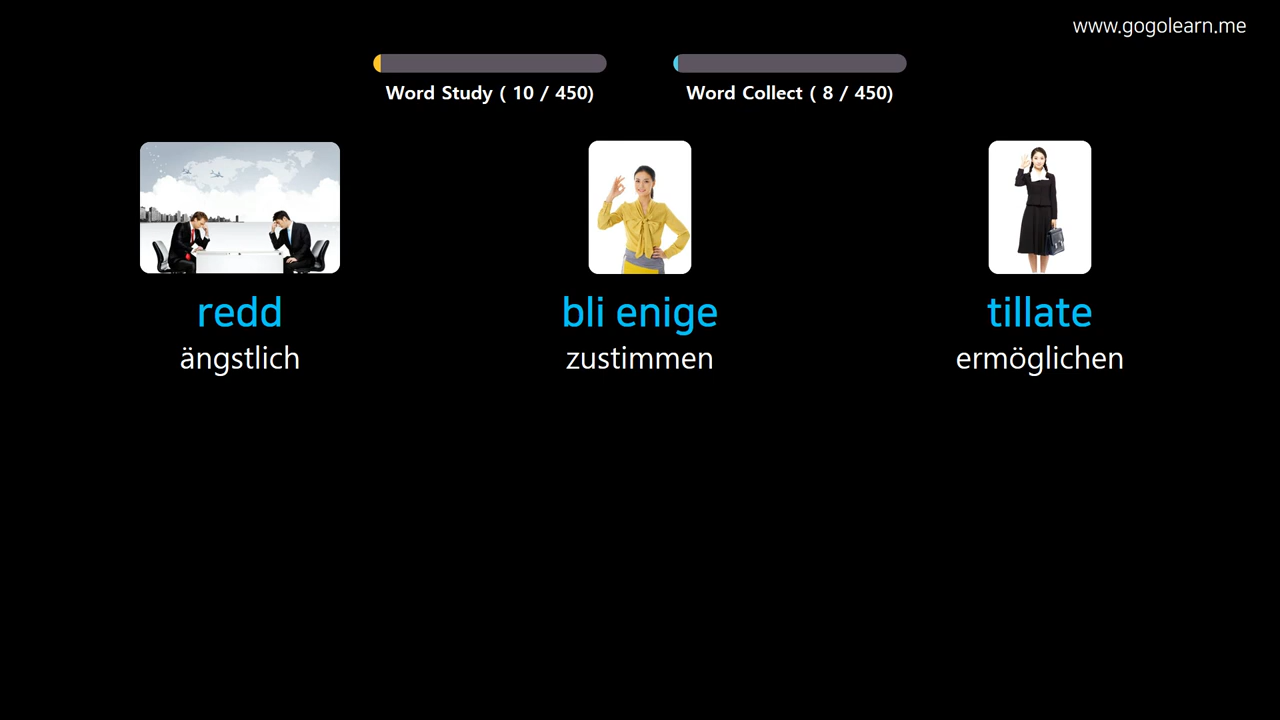 www.gogolearn.me
Word Study ( 10 / 450)
Word Collect ( 8 / 450)
redd
ängstlich
bli enige
zustimmen
tillate
ermöglichen